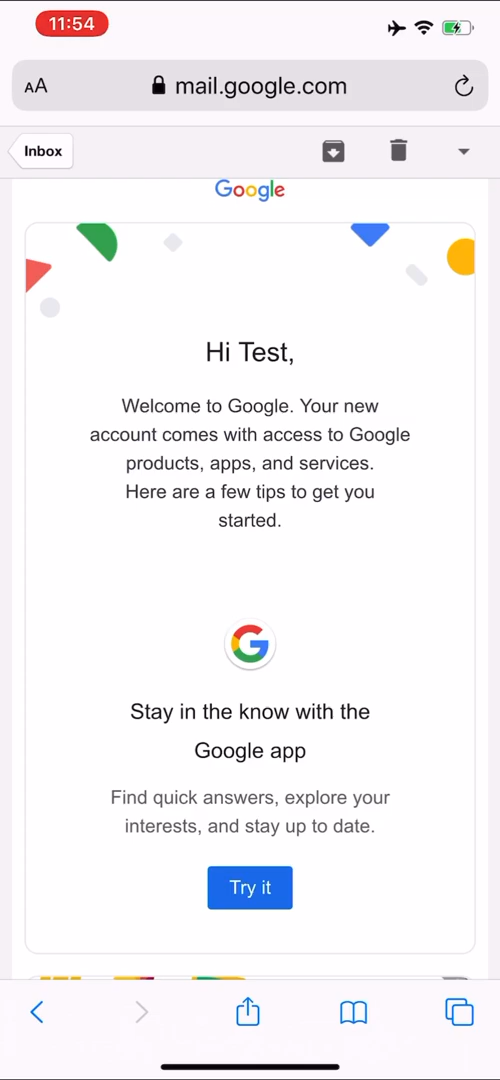 11:54
AA
mail.google.com
Inbox
Google
Hi Test,
Welcome to Google. Your new
account comes with access to Google
products, apps, and services.
Here are a few tips to get you
started.
G
Stay in the know with the
Google app
Find quick answers, explore your
interests, and stay up to date.
Try it